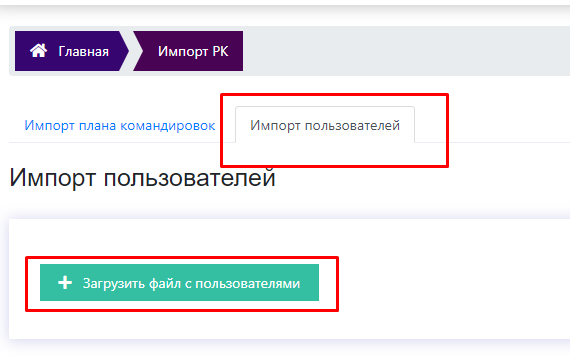 Главная Импорт РК
Импорт плана командировок Импорт пользователей
Импорт пользователей
Загрузить файл с пользователями